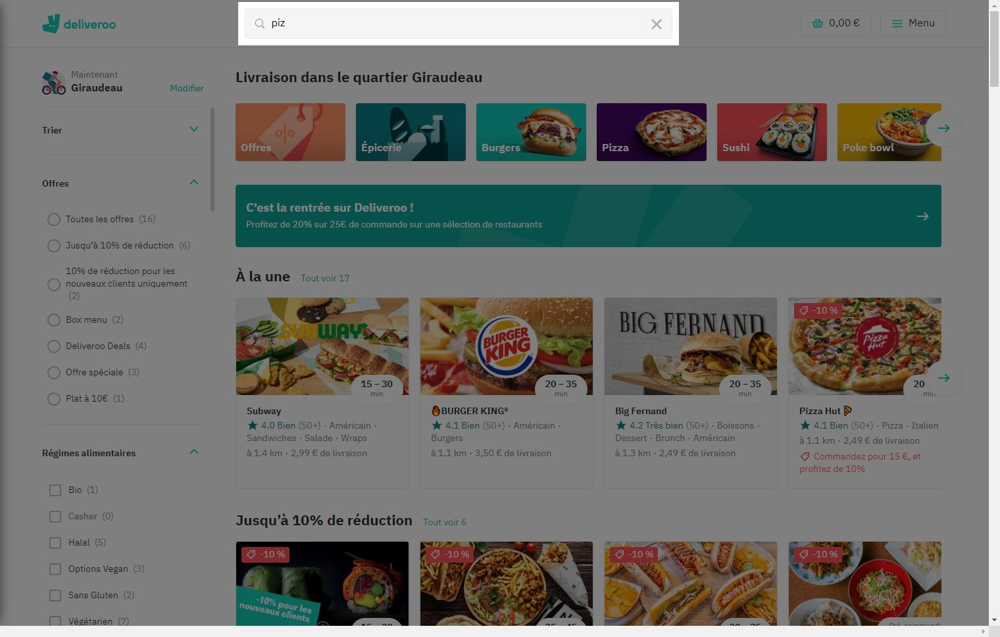 deliveroo
piz
0,00 €
Menu
Maintenant
Giraudeau
Modifier
Trier
Offres
Toutes les offres (16)
Jusqu’à 10% de réduction (6)
10% de réduction pour les
nouveaux clients uniquement
(2)
Box menu (2)
Deliveroo Deals (4)
Offre spéciale (3)
Plat à 10€ (1)
Régimes alimentaires
Bio (1)
Casher (0)
Halal (5)
Options Vegan (3)
Sans Gluten (2)
Végétarien (7)
Livraison dans le quartier Giraudeau
Offres
Épicerie
Burgers
Pizza
Sushi
Poke bowl
C'est la rentrée sur Deliveroo !
Profitez de 20% sur 25€ de commande sur une sélection de restaurants
À la une Tout voir 17
SUBWAY
15 – 30
min
Subway
4.0 Bien (50+) · Américain ·
Sandwiches · Salade · Wraps
à 1.4 km · 2,99 € de livraison
BURGER
KING
20 – 35
min
BURGER KING®
4.1 Bien (50+) · Américain ·
Burgers
à 1.1 km · 3,50 € de livraison
BIG FERNAND
20 – 35
min
Big Fernand
4.2 Très bien (50+) · Boissons ·
Dessert · Brunch · Américain
à 1.3 km · 2,49 € de livraison
-10 %
Pizza
Hut
20
min
Pizza Hut
4.1 Bien (50+) · Pizza · Italien
à 1.1 km · 2,49 € de livraison
Commandez pour 15 €, et
profitez de 10%
Jusqu’à 10% de réduction Tout voir 6
-10 %
-10% pour les
nouveaux clients
-10 %
-10 %
-10 %